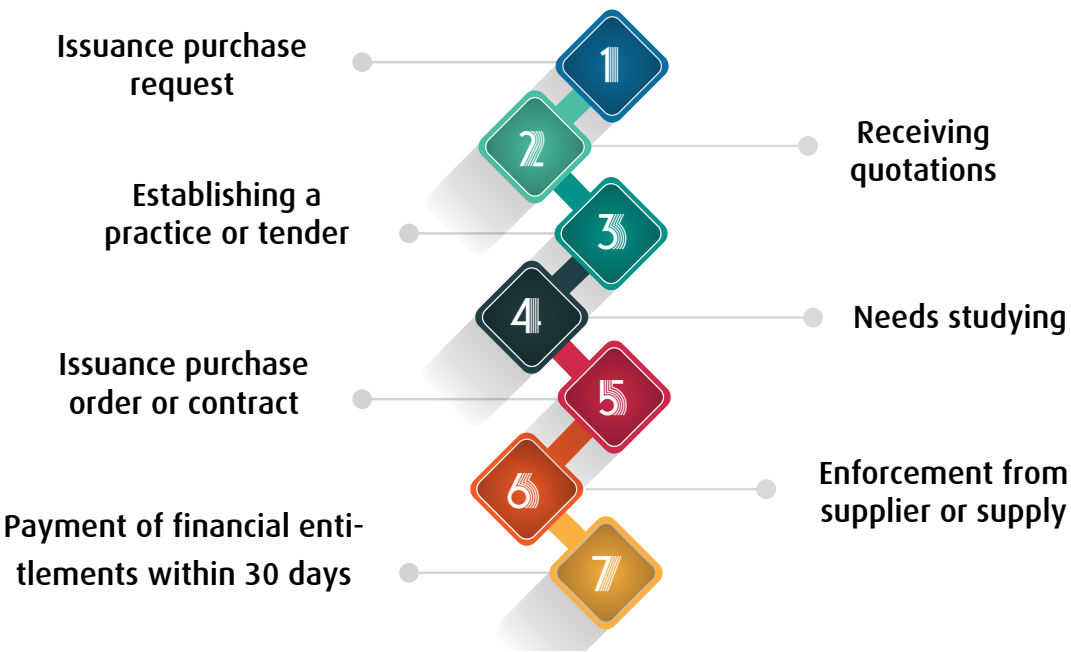 1
Issuance purchase
request
2
Receiving
quotations
3
Establishing a
practice or tender
4
Needs studying
5
Issuance purchase
order or contract
6
Enforcement from
supplier or supply
7
Payment of financial enti-
tlements within 30 days